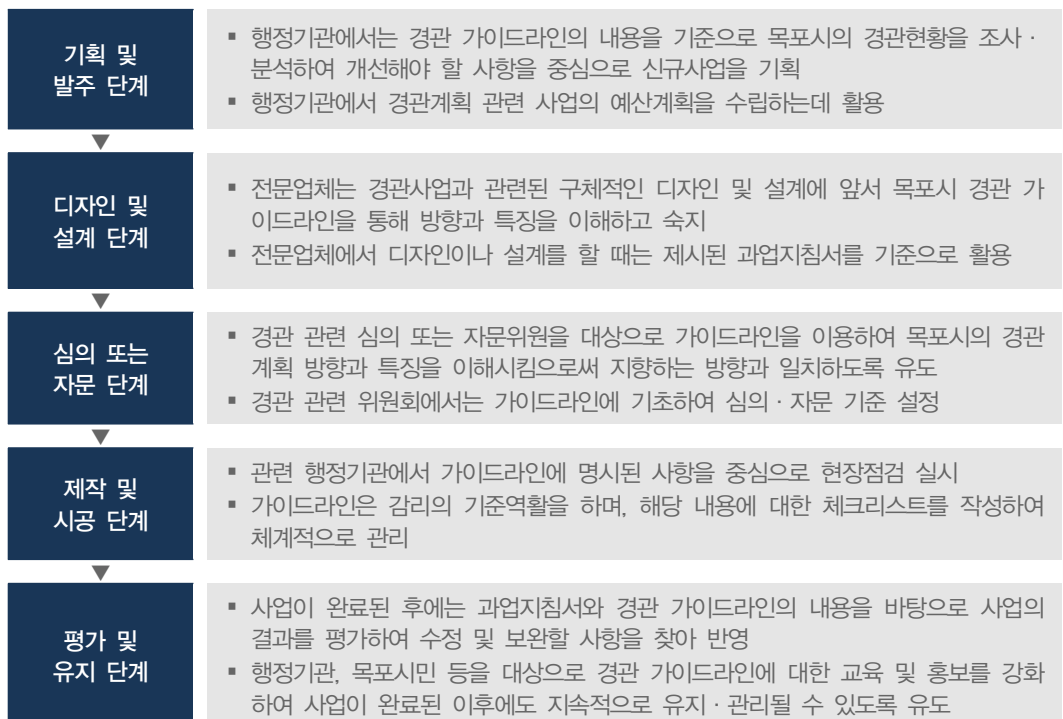 기획 및
발주 단계
▪ 행정기관에서는 경관 가이드라인의 내용을 기준으로 목포시의 경관현황을 조사·
분석하여 개선해야 할 사항을 중심으로 신규사업을 기획
▪ 행정기관에서 경관계획 관련 사업의 예산계획을 수립하는데 활용
디자인 및
설계 단계
▪ 전문업체는 경관사업과 관련된 구체적인 디자인 및 설계에 앞서 목포시 경관 가
이드라인을 통해 방향과 특징을 이해하고 숙지
▪ 전문업체에서 디자인이나 설계를 할 때는 제시된 과업지침서를 기준으로 활용
심의 또는
자문 단계
▪ 경관 관련 심의 또는 자문위원을 대상으로 가이드라인을 이용하여 목포시의 경관
계획 방향과 특징을 이해시킴으로써 지향하는 방향과 일치하도록 유도
▪ 경관 관련 위원회에서는 가이드라인에 기초하여 심의·자문 기준 설정
제작 및
시공 단계
▪ 관련 행정기관에서 가이드라인에 명시된 사항을 중심으로 현장점검 실시
▪ 가이드라인은 감리의 기준역활을 하며, 해당 내용에 대한 체크리스트를 작성하여
체계적으로 관리
평가 및
유지 단계
▪ 사업이 완료된 후에는 과업지침서와 경관 가이드라인의 내용을 바탕으로 사업의
결과를 평가하여 수정 및 보완할 사항을 찾아 반영
▪ 행정기관, 목포시민 등을 대상으로 경관 가이드라인에 대한 교육 및 홍보를 강화
하여 사업이 완료된 이후에도 지속적으로 유지·관리될 수 있도록 유도